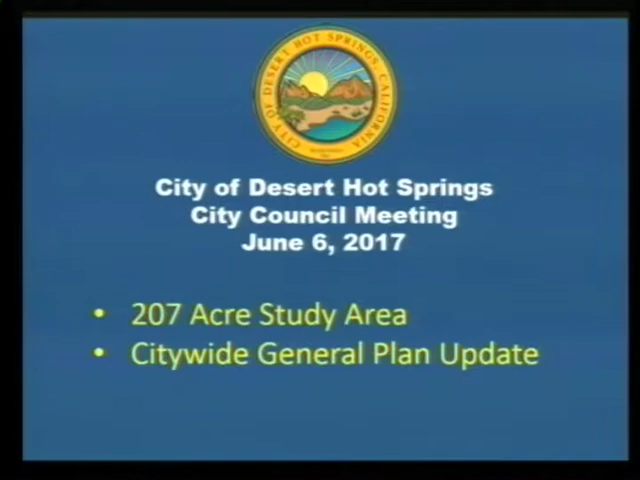 CITY OF DESERT HOT SPRINGS, CALIFORNIA
City of Desert Hot Springs
City Council Meeting
June 6, 2017
• 207 Acre Study Area
• Citywide General Plan Update